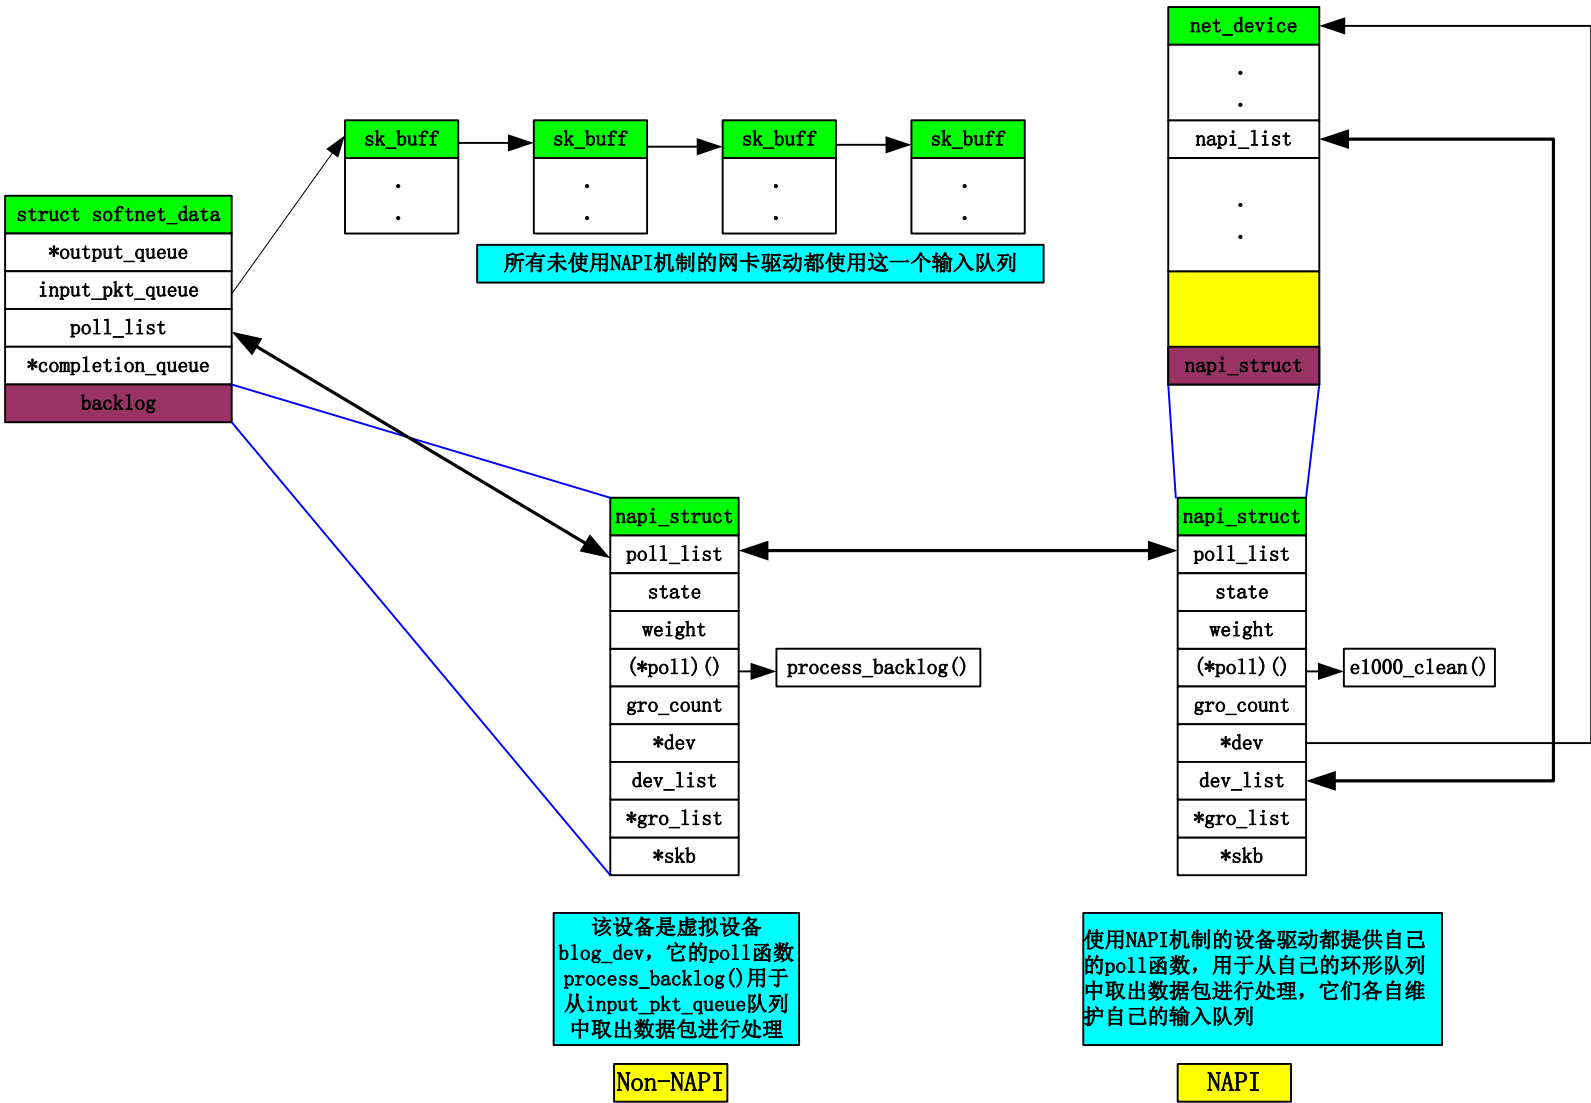 net_device
.
.
napi_list
.
.
napi_struct
sk_buff
.
.
sk_buff
.
.
sk_buff
.
.
sk_buff
.
.
所有未使用NAPI机制的网卡驱动都使用这一个输入队列
struct softnet_data
*output_queue
input_pkt_queue
poll_list
*completion_queue
backlog
napi_struct
poll_list
state
weight
(*poll)()
gro_count
*dev
dev_list
*gro_list
*skb
process_backlog()
napi_struct
poll_list
state
weight
(*poll)()
gro_count
*dev
dev_list
*gro_list
*skb
e1000_clean()
该设备是虚拟设备
blog_dev，它的poll函数
process_backlog()用于
从input_pkt_queue队列
中取出数据包进行处理
使用NAPI机制的设备驱动都提供自己
的poll函数，用于从自己的环形队列
中取出数据包进行处理，它们各自维
护自己的输入队列
Non-NAPI
NAPI